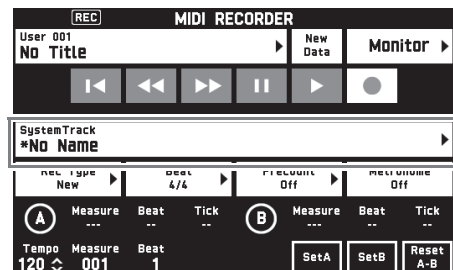 REC MIDI RECORDER
User 001
No Title
New
Data
Monitor
SystemTrack
*No Name
Rec Type Beat Precount Metronome
New 4/4 Off Off
A Measure Beat Tick B Measure Beat Tick
--- -- -- --- -- --
Tempo Measure Beat
120 001 1
SetA SetB Reset
A-B